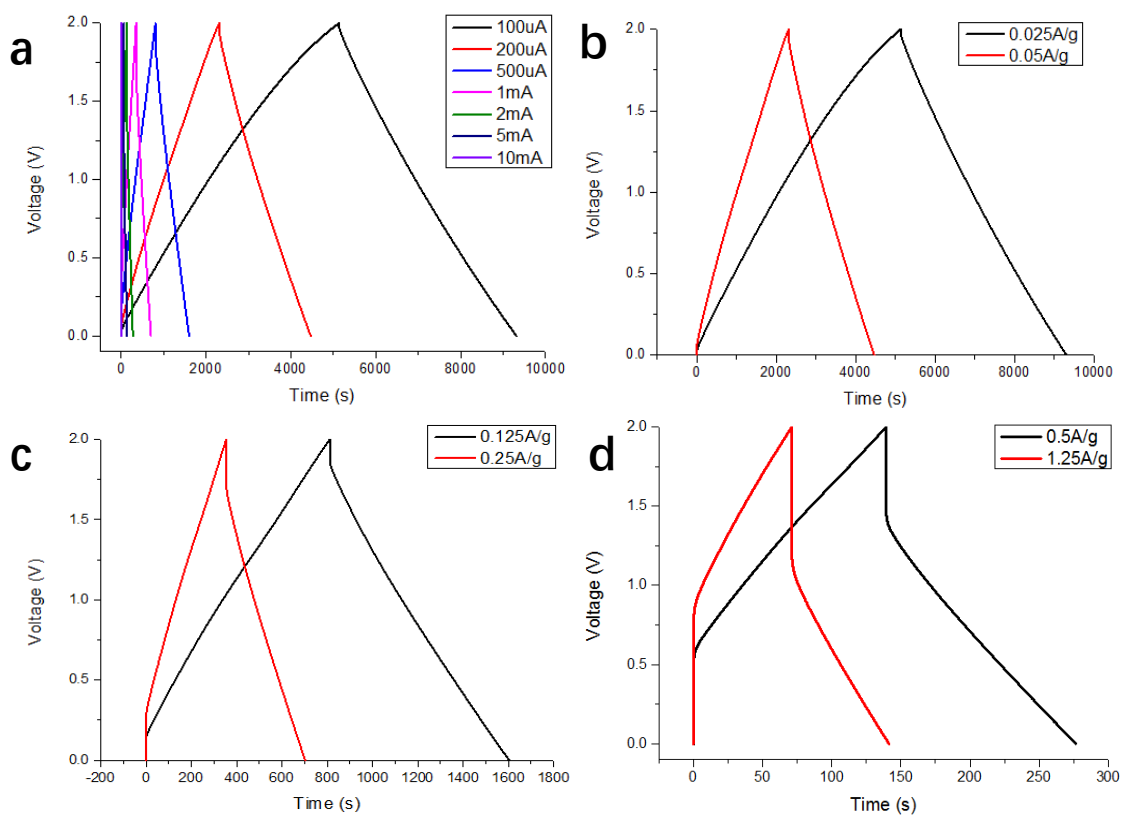 a
100uA
200uA
500uA
1mA
2mA
5mA
10mA
2.0
1.5
1.0
0.5
0.0
Voltage (V)
0 2000 4000 6000 8000 10000
Time (s)
b
0.025A/g
0.05A/g
2.0
1.5
1.0
0.5
0.0
Voltage (V)
0 2000 4000 6000 8000 10000
Time (s)
c
0.125A/g
0.25A/g
2.0
1.5
1.0
0.5
0.0
Voltage (V)
-200 0 200 400 600 800 1000 1200 1400 1600 1800
Time (s)
d
0.5A/g
1.25A/g
2.0
1.5
1.0
0.5
0.0
Voltage (V)
0 50 100 150 200 250 300
Time (s)